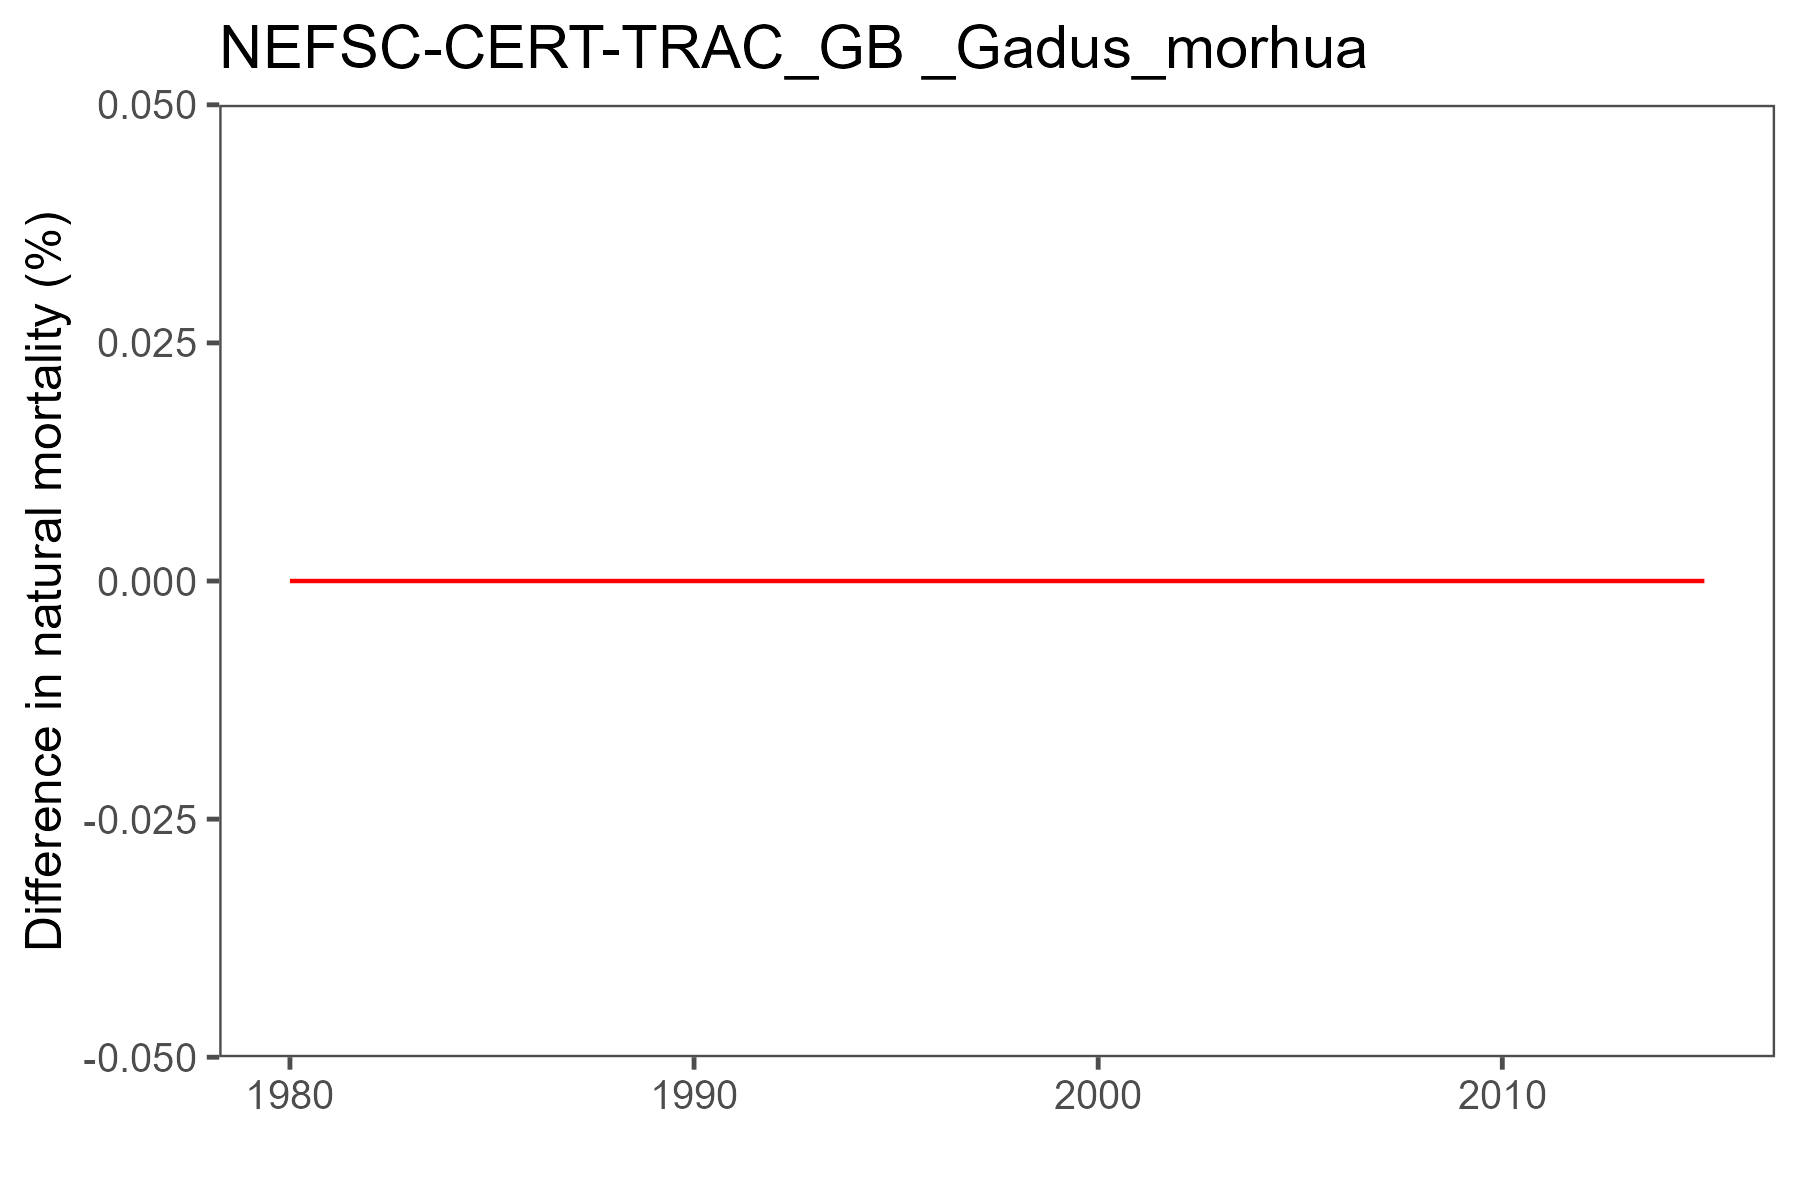 NEFSC-CERT-TRAC_GB _Gadus_morhua
Difference in natural mortality (%)
0.050
0.025
0.000
-0.025
-0.050
1980 1990 2000 2010